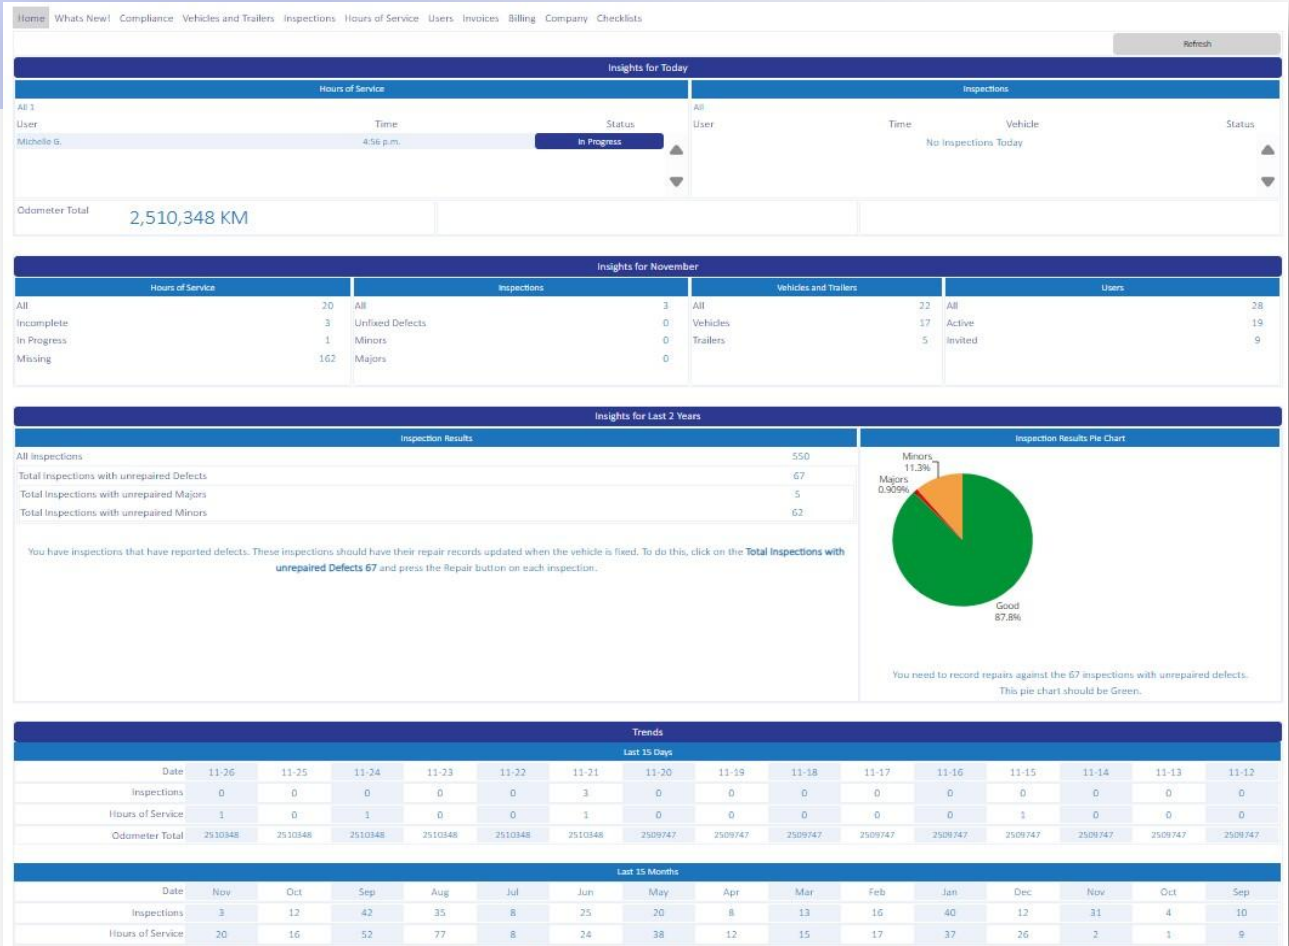 Home Whats New! Compliance Vehicles and Trailers Inspections Hours of Service Users Invoices Billing Company Checklists
Refresh
Insights for Today
Hours of Service
All 1
User Time Status
Michelle G. 4:56 p.m. In Progress
Inspections
All
User Time Vehicle Status
No Inspections Today
Odometer Total 2,510,348 KM
Insights for November
Hours of Service
All 20
Incomplete 3
In Progress 1
Missing 162
Inspections
All 3
Unfixed Defects 0
Minors 0
Majors 0
Vehicles and Trailers
All 22
Vehicles 17
Trailers 5
Users
All 28
Active 19
Invited 9
Insights for Last 2 Years
Inspection Results
All inspections 550
Total Inspections with unrepaired Defects 67
Total Inspections with unrepaired Majors 5
Total Inspections with unrepaired Minors 62
You have inspections that have reported defects. These inspections should have their repair records updated when the vehicle is fixed. To do this, click on the Total Inspections with
unrepaired Defects 67 and press the Repair button on each inspection.
Inspection Results Pie Chart
Minors
11.3%
Majors
0.909%
Good
87.8%
You need to record repairs against the 67 inspections with unrepaired defects.
This pie chart should be Green.
Trends
Last 15 Days
Date 11-26 11-25 11-24 11-23 11-22 11-21 11-20 11-19 11-18 11-17 11-16 11-15 11-14 11-13 11-12
Inspections 0 0 0 0 0 3 0 0 0 0 0 0 0 0 0
Hours of Service 1 0 1 0 0 1 0 0 0 0 0 1 0 0 0
Odometer Total 2510348 2510348 2510348 2510348 2510348 2510348 2509747 2509747 2509747 2509747 2509747 2509747 2509747 2509747 2509747
Last 15 Months
Date Nov Oct Sep Aug Jul Jun May Apr Mar Feb Jan Dec Nov Oct Sep
Inspections 3 12 42 35 8 25 20 8 13 16 40 12 31 4 10
Hours of Service 20 16 52 77 8 24 38 12 15 17 37 26 2 1 9